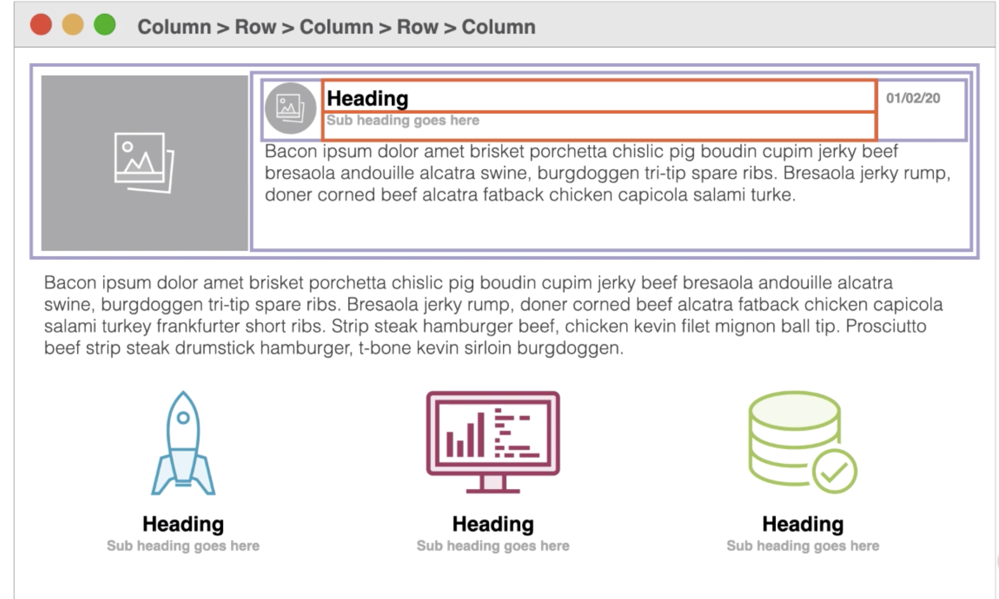 Column > Row > Column > Row > Column
Heading
01/02/20
Sub heading goes here
Bacon ipsum dolor amet brisket porchetta chislic pig boudin cupim jerky beef
bresaola andouille alcatra swine, burgdoggen tri-tip spare ribs. Bresaola jerky rump,
doner corned beef alcatra fatback chicken capicola salami turke.
Bacon ipsum dolor amet brisket porchetta chislic pig boudin cupim jerky beef bresaola andouille alcatra
swine, burgdoggen tri-tip spare ribs. Bresaola jerky rump, doner corned beef alcatra fatback chicken capicola
salami turkey frankfurter short ribs. Strip steak hamburger beef, chicken kevin filet mignon ball tip. Prosciutto
beef strip steak drumstick hamburger, t-bone kevin sirloin burgdoggen.
Heading
Sub heading goes here
Heading
Sub heading goes here
Heading
Sub heading goes here